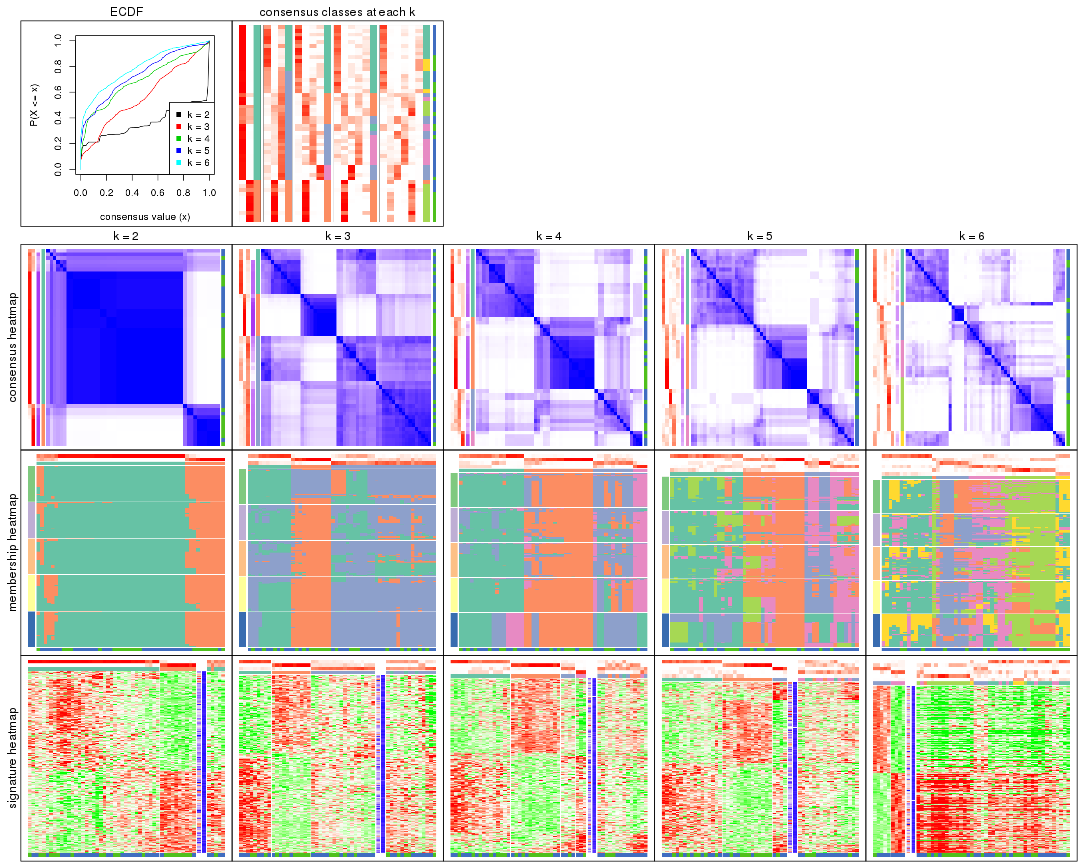 ECDF
consensus classes at each k
P(X <= x)
0.0 0.2 0.4 0.6 0.8 1.0
k = 2
k = 3
k = 4
k = 5
k = 6
0.0 0.2 0.4 0.6 0.8 1.0
consensus value (x)
k = 2
k = 3
k = 4
k = 5
k = 6
consensus heatmap
membership heatmap
signature heatmap